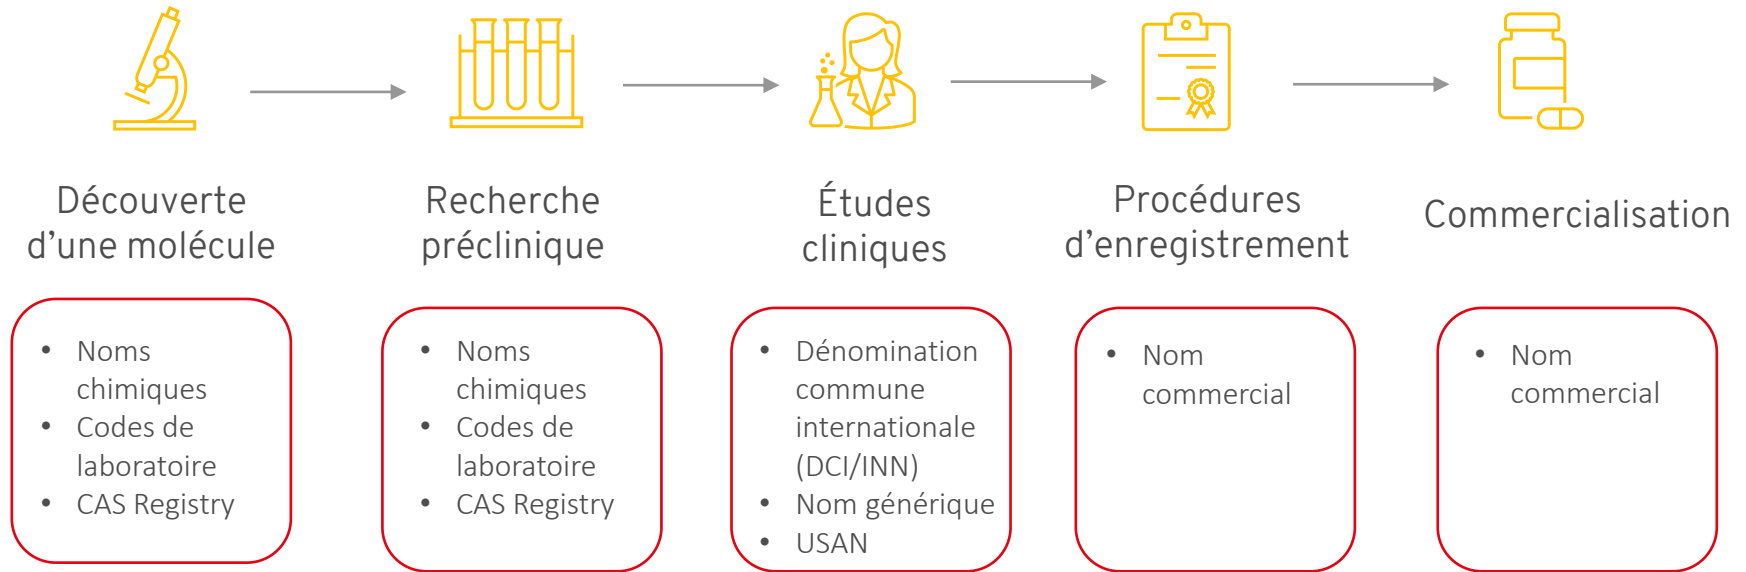 Découverte
d'une molécule
Recherche
préclinique
Études
cliniques
Procédures
d'enregistrement
Commercialisation
• Noms
chimiques
• Codes de
laboratoire
• CAS Registry
• Noms
chimiques
• Codes de
laboratoire
• CAS Registry
• Dénomination
commune
internationale
(DCI/INN)
• Nom générique
• USAN
• Nom
commercial
• Nom
commercial